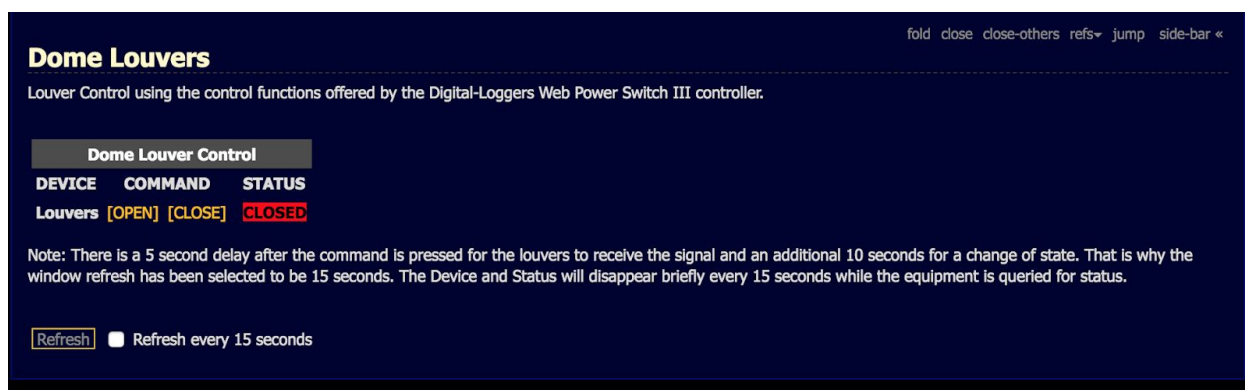 fold close close-others refs▾ jump side-bar «
Dome Louvers
Louver Control using the control functions offered by the Digital-Loggers Web Power Switch III controller.
Dome Louver Control
DEVICE COMMAND STATUS
Louvers [OPEN] [CLOSE] CLOSED
Note: There is a 5 second delay after the command is pressed for the louvers to receive the signal and an additional 10 seconds for a change of state. That is why the
window refresh has been selected to be 15 seconds. The Device and Status will disappear briefly every 15 seconds while the equipment is queried for status.
Refresh Refresh every 15 seconds